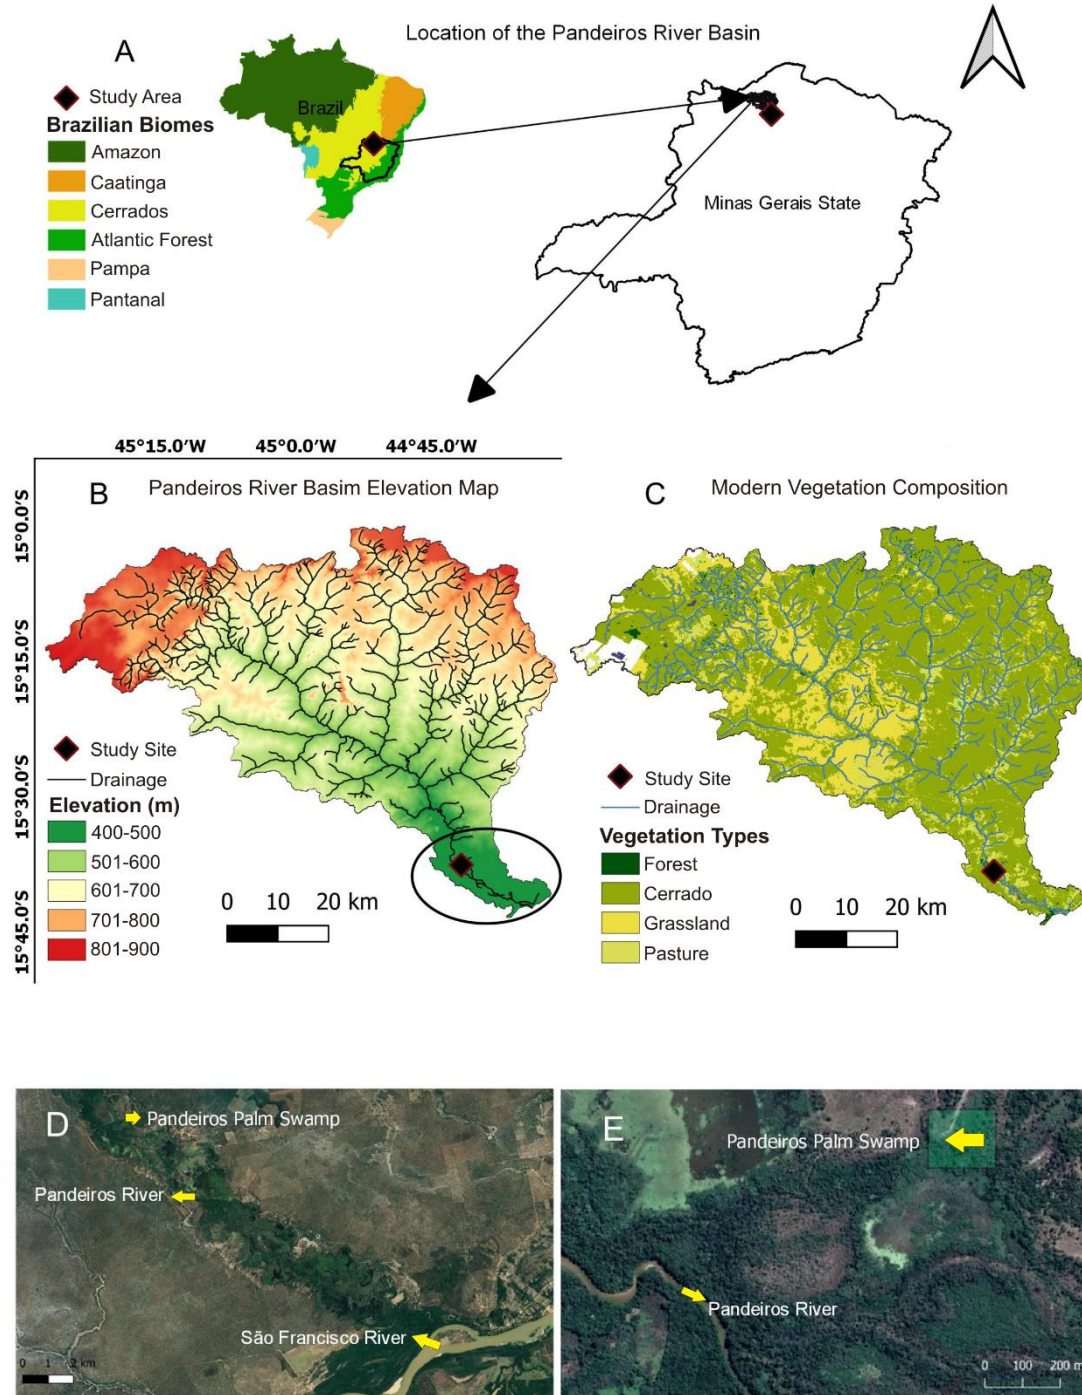 Location of the Pandeiros River Basin
A
Study Area
Brazilian Biomes
Amazon
Caatinga
Cerrados
Atlantic Forest
Pampa
Pantanal
Brazil
Minas Gerais State
45°15.0'W 45°0.0'W 44°45.0'W
15°0.0'S
15°15.0'S
15°30.0'S
15°45.0'S
B Pandeiros River Basim Elevation Map
Study Site
Drainage
Elevation (m)
400-500
501-600
601-700
701-800
801-900
0 10 20 km
C Modern Vegetation Composition
Study Site
Drainage
Vegetation Types
Forest
Cerrado
Grassland
Pasture
0 10 20 km
D
Pandeiros Palm Swamp
Pandeiros River
São Francisco River
0 1 2 km
E
Pandeiros Palm Swamp
Pandeiros River
0 100 200 m